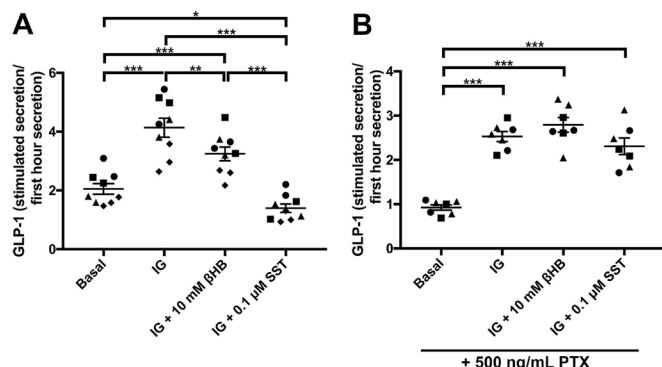 A
B
*
***
***
***
**
***
GLP-1 (stimulated secretion/
first hour secretion)
6
4
2
0
Basal
IG
IG + 10 mM βHB
IG + 0.1 µM SST
***
***
***
GLP-1 (stimulated secretion/
first hour secretion)
4
3
2
1
0
Basal
IG
IG + 10 mM βHB
IG + 0.1 µM SST
+ 500 ng/mL PTX